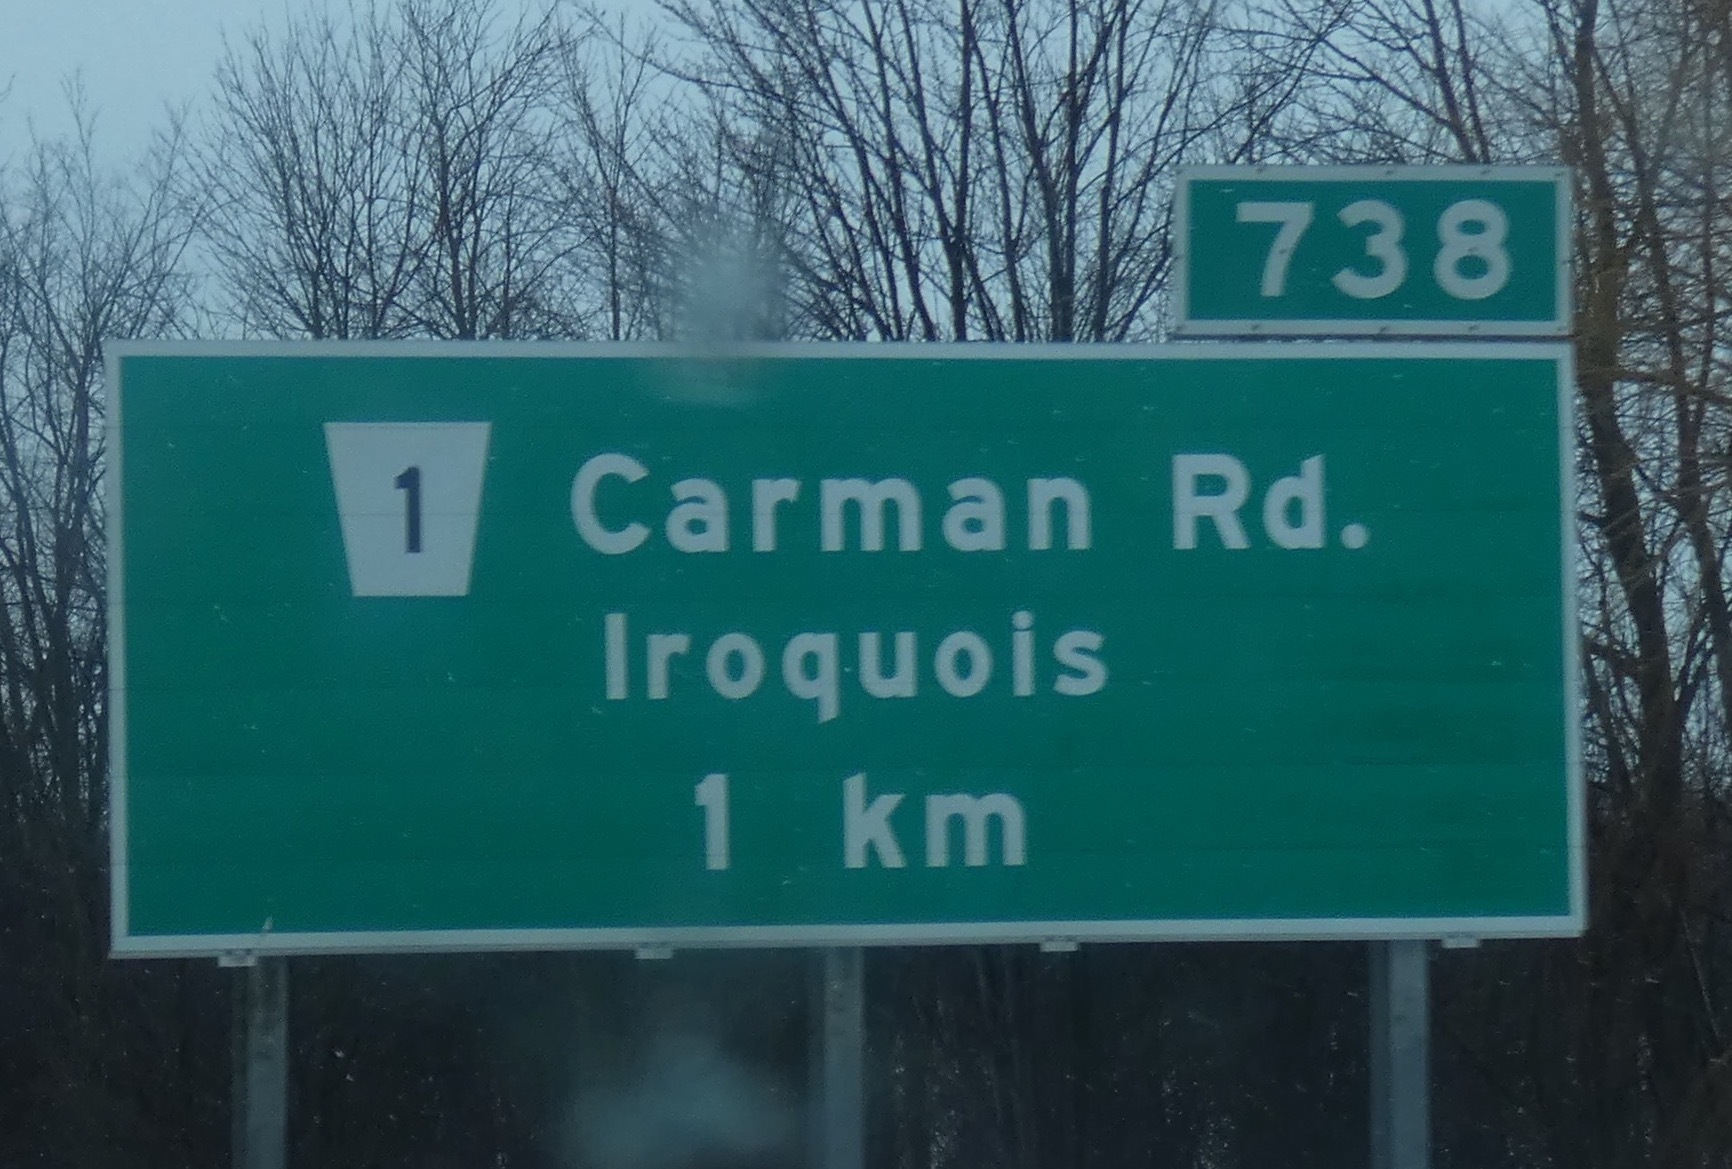 738
1 Carman Rd.
Iroquois
1 km